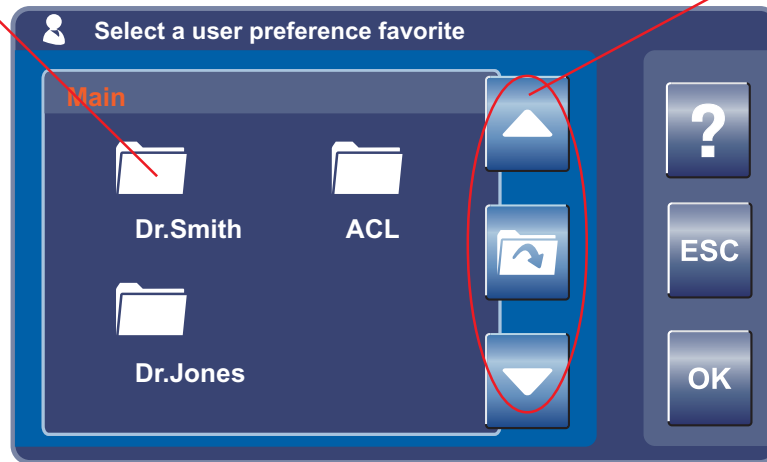 Select a user preference favorite
Main
?
Dr.Smith
ACL
ESC
Dr.Jones
OK